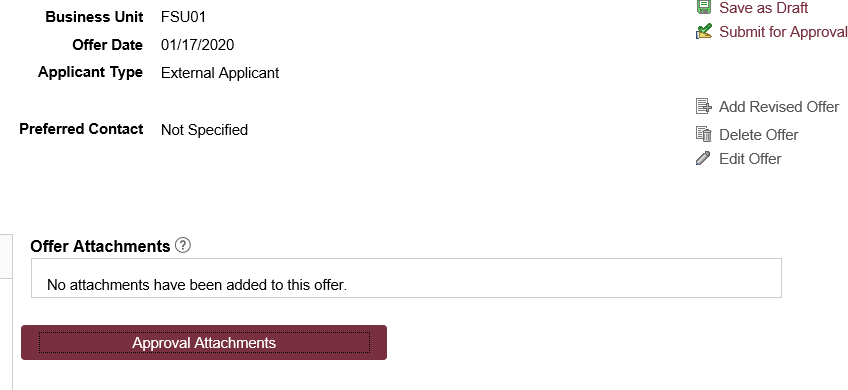 Business Unit FSU01
Offer Date 01/17/2020
Applicant Type External Applicant
Preferred Contact Not Specified
Save as Draft
Submit for Approval
Add Revised Offer
Delete Offer
Edit Offer
Offer Attachments ?
No attachments have been added to this offer.
Approval Attachments